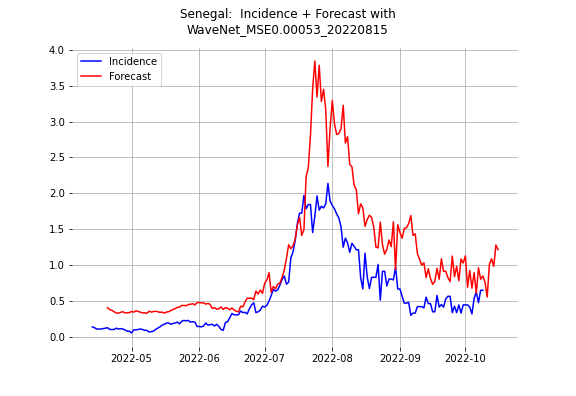 Senegal:  Incidence + Forecast with
WaveNet_MSE0.00053_20220815
Incidence
Forecast
4.0
3.5
3.0
2.5
2.0
1.5
1.0
0.5
0.0
2022-05 2022-06 2022-07 2022-08 2022-09 2022-10